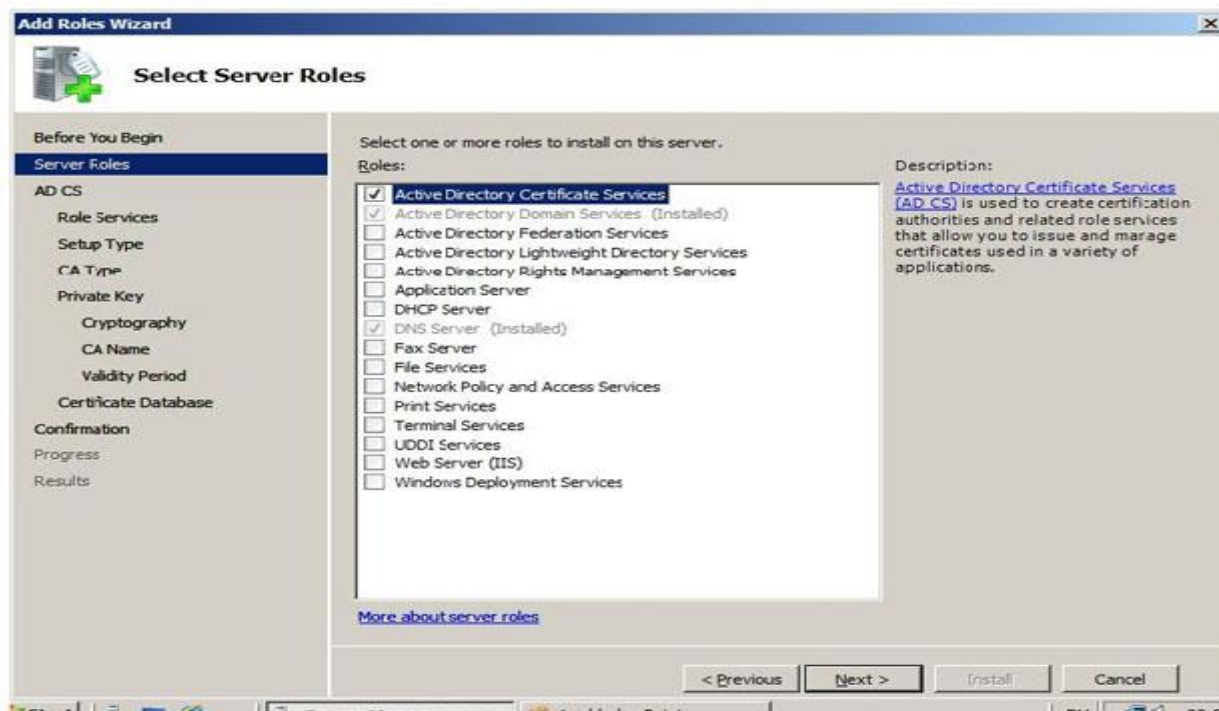 Add Roles Wizard
Select Server Roles
Before You Begin
Server Roles
AD CS
Role Services
Setup Type
CA Type
Private Key
Cryptography
CA Name
Validity Period
Certificate Database
Confirmation
Progress
Results
Select one or more roles to install on this server.
Roles:
Active Directory Certificate Services
Active Directory Domain Services (Installed)
Active Directory Federation Services
Active Directory Lightweight Directory Services
Active Directory Rights Management Services
Application Server
DHCP Server
DNS Server (Installed)
Fax Server
File Services
Network Policy and Access Services
Print Services
Terminal Services
UDDI Services
Web Server (IIS)
Windows Deployment Services
More about server roles
Description:
Active Directory Certificate Services
(AD CS) is used to create certification
authorities and related role services
that allow you to issue and manage
certificates used in a variety of
applications.
< Previous
Next >
Install
Cancel